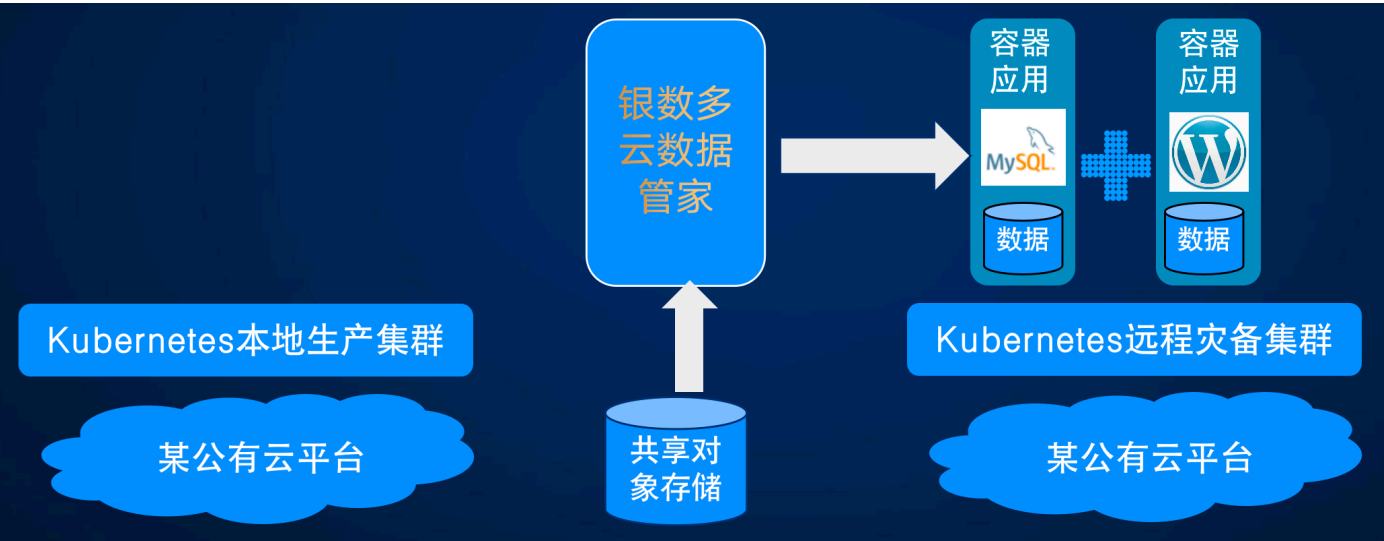 银数多
云数据
管家
容器
应用
MySQL
数据
容器
应用
W
数据
Kubernetes本地生产集群
Kubernetes远程灾备集群
某公有云平台
共享对
象存储
某公有云平台